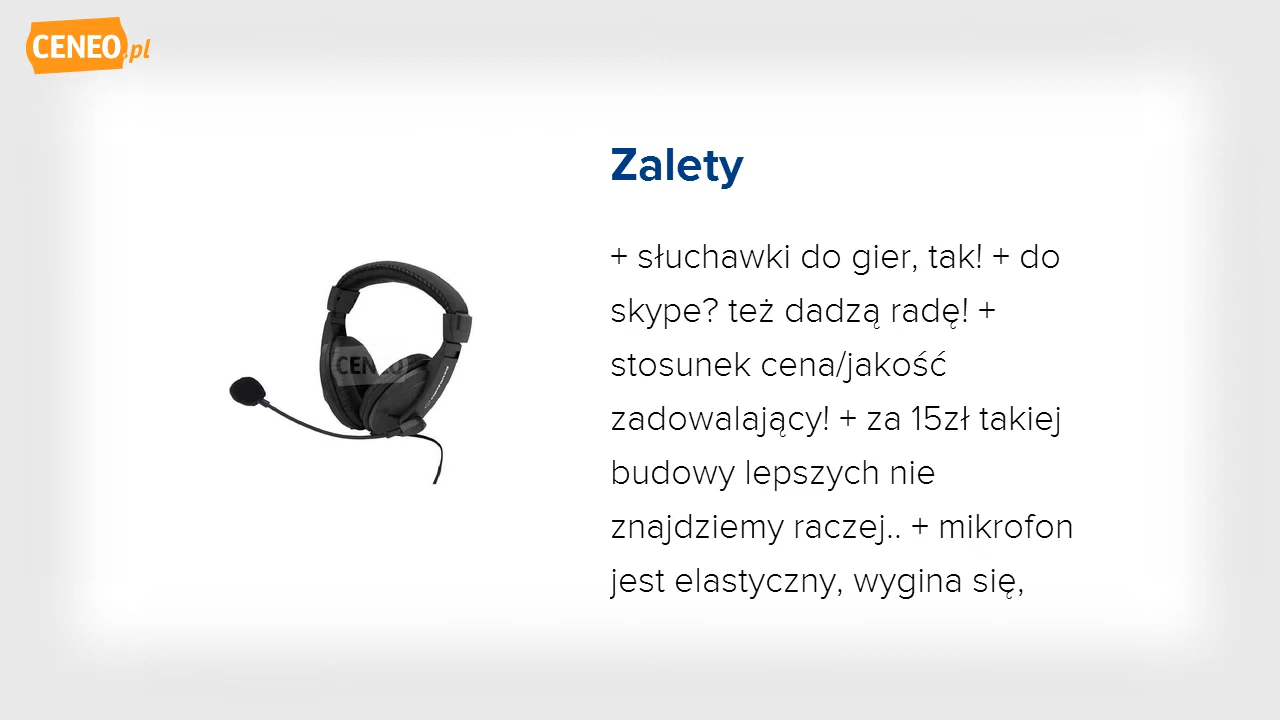 CENEO.pl
Zalety
+ słuchawki do gier, tak! + do
skype? też dadzą radę! +
stosunek cena/jakość
zadowalający! + za 15zł takiej
budowy lepszych nie
znajdziemy raczej.. + mikrofon
jest elastyczny, wygina się,
CENEO